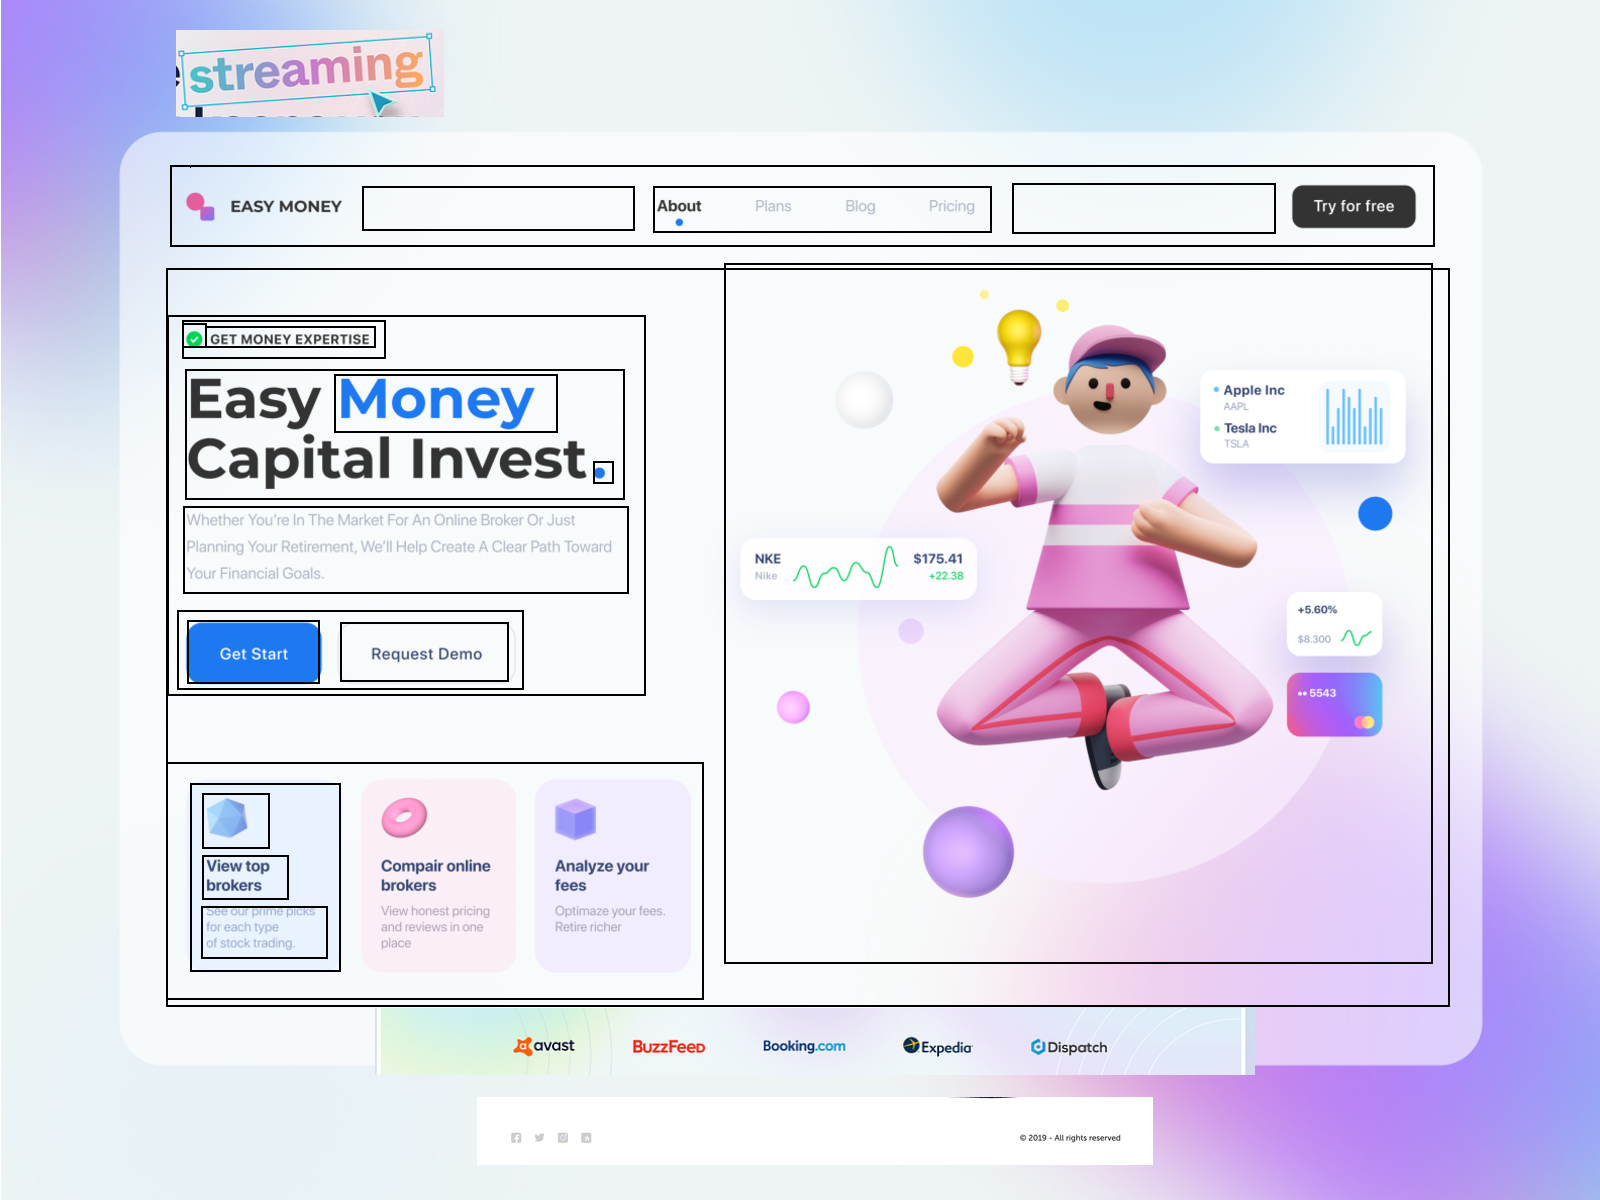 streaming
EASY MONEY
About
Plans
Blog
Pricing
Try for free
GET MONEY EXPERTISE
Easy Money
Capital Invest.
Whether You're In The Market For An Online Broker Or Just
Planning Your Retirement, We'll Help Create A Clear Path Toward
Your Financial Goals.
Get Start
Request Demo
Apple Inc
AAPL
Tesla Inc
TSLA
NKE
Nike
$175.41
+22.38
+5.60%
$8.300
•• 5543
View top
brokers
See our prime picks
for each type
of stock trading.
Compair online
brokers
View honest pricing
and reviews in one
place
Analyze your
fees
Optimaze your fees.
Retire richer
avast
BuzzFeed
Booking.com
Expedia
Dispatch
© 2019 - All rights reserved